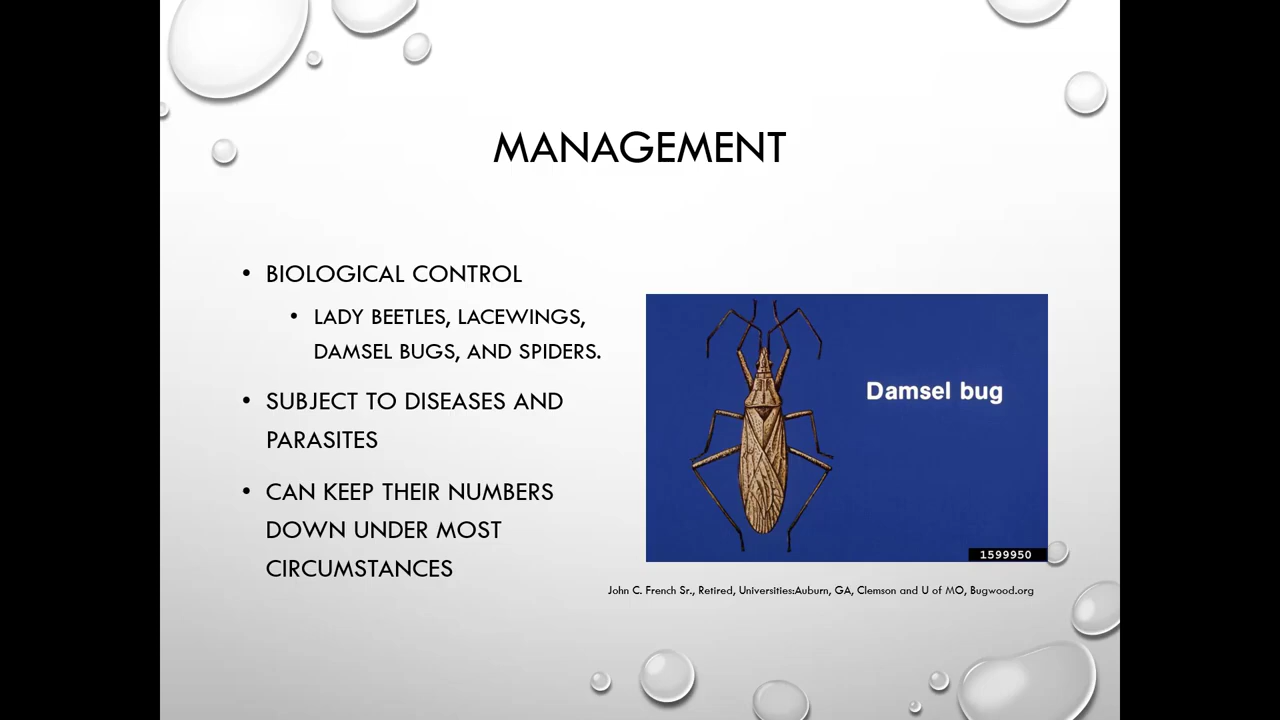 MANAGEMENT
• BIOLOGICAL CONTROL
• LADY BEETLES, LACEWINGS,
DAMSEL BUGS, AND SPIDERS.
• SUBJECT TO DISEASES AND
PARASITES
• CAN KEEP THEIR NUMBERS
DOWN UNDER MOST
CIRCUMSTANCES
Damsel bug
1599950
John C. French Sr., Retired, Universities:Auburn, GA, Clemson and U of MO, Bugwood.org